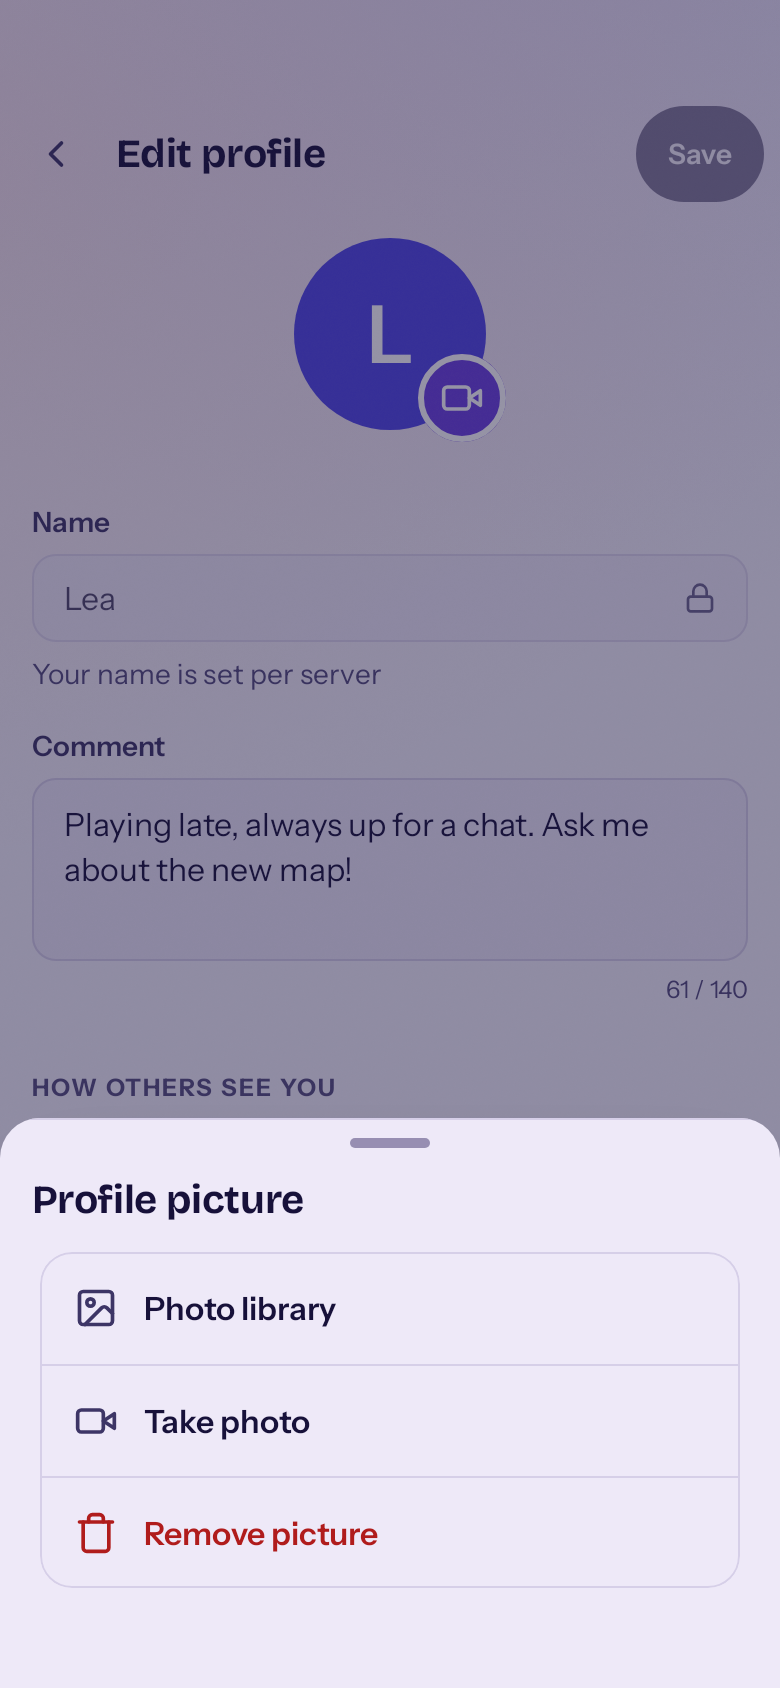 Edit profile
Save
L
Name
Lea
Your name is set per server
Comment
Playing late, always up for a chat. Ask me
about the new map!
61 / 140
HOW OTHERS SEE YOU
Profile picture
Photo library
Take photo
Remove picture